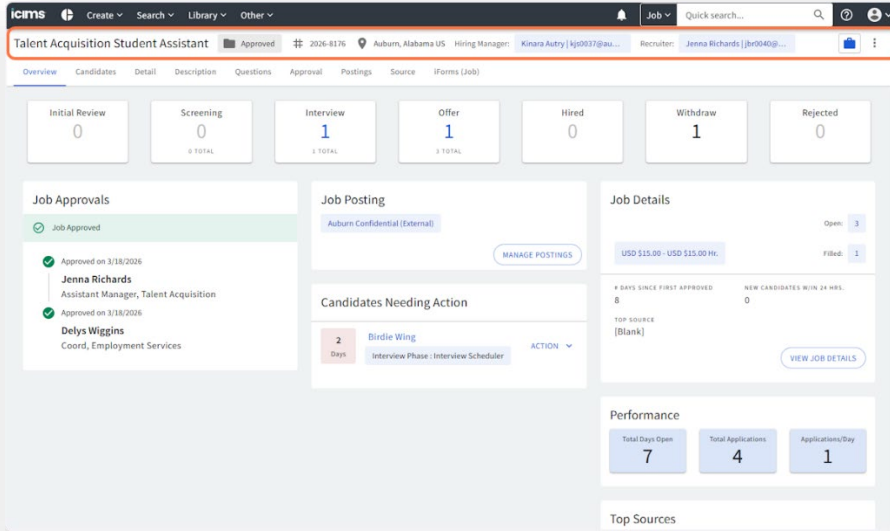 iCIMS Create Search Library Other Job Quick search...
Talent Acquisition Student Assistant Approved # 2026-8176 Auburn, Alabama US Hiring Manager: Kinara Autry | kjs0037@au... Recruiter: Jenna Richards | jbr0040@...
Overview Candidates Detail Description Questions Approval Postings Source iForms (Job)
Initial Review
0
Screening
0
0 TOTAL
Interview
1
1 TOTAL
Offer
1
1 TOTAL
Hired
0
Withdraw
1
Rejected
0
Job Approvals
Job Approved
Approved on 3/18/2026
Jenna Richards
Assistant Manager, Talent Acquisition
Approved on 3/18/2026
Delys Wiggins
Coord, Employment Services
Job Posting
Auburn Confidential (External)
MANAGE POSTINGS
Candidates Needing Action
2
Days
Birdie Wing
Interview Phase : Interview Scheduler
ACTION
Job Details
Open: 3
USD $15.00 - USD $15.00 Hr.
Filled: 1
# DAYS SINCE FIRST APPROVED
8
NEW CANDIDATES W/IN 24 HRS.
0
TOP SOURCE
[Blank]
VIEW JOB DETAILS
Performance
Total Days Open
7
Total Applications
4
Applications/Day
1
Top Sources